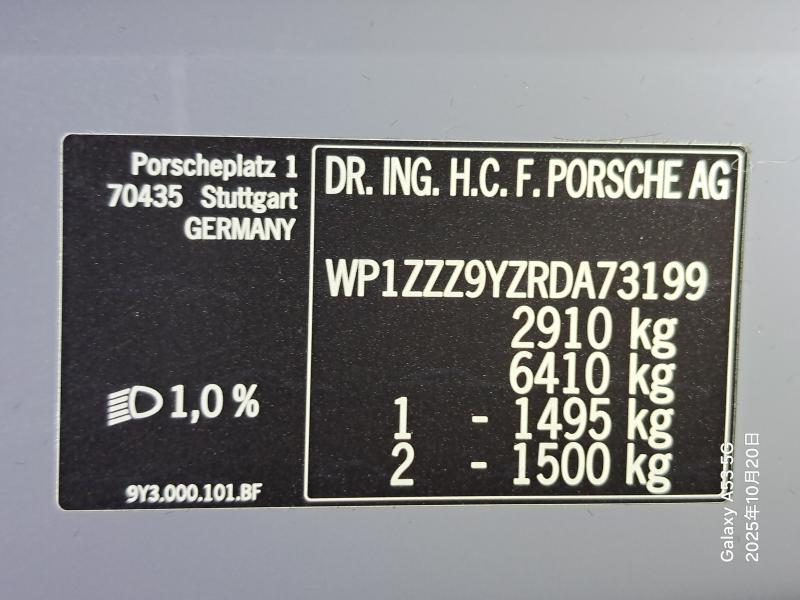 Porscheplatz 1
70435 Stuttgart
GERMANY
1,0 %
9Y3.000.101.BF
DR. ING. H.C. F. PORSCHE AG
WP1ZZZ9YZRDA73199
2910 kg
6410 kg
1 - 1495 kg
2 - 1500 kg
Galaxy A53 5G
2025年10月20日